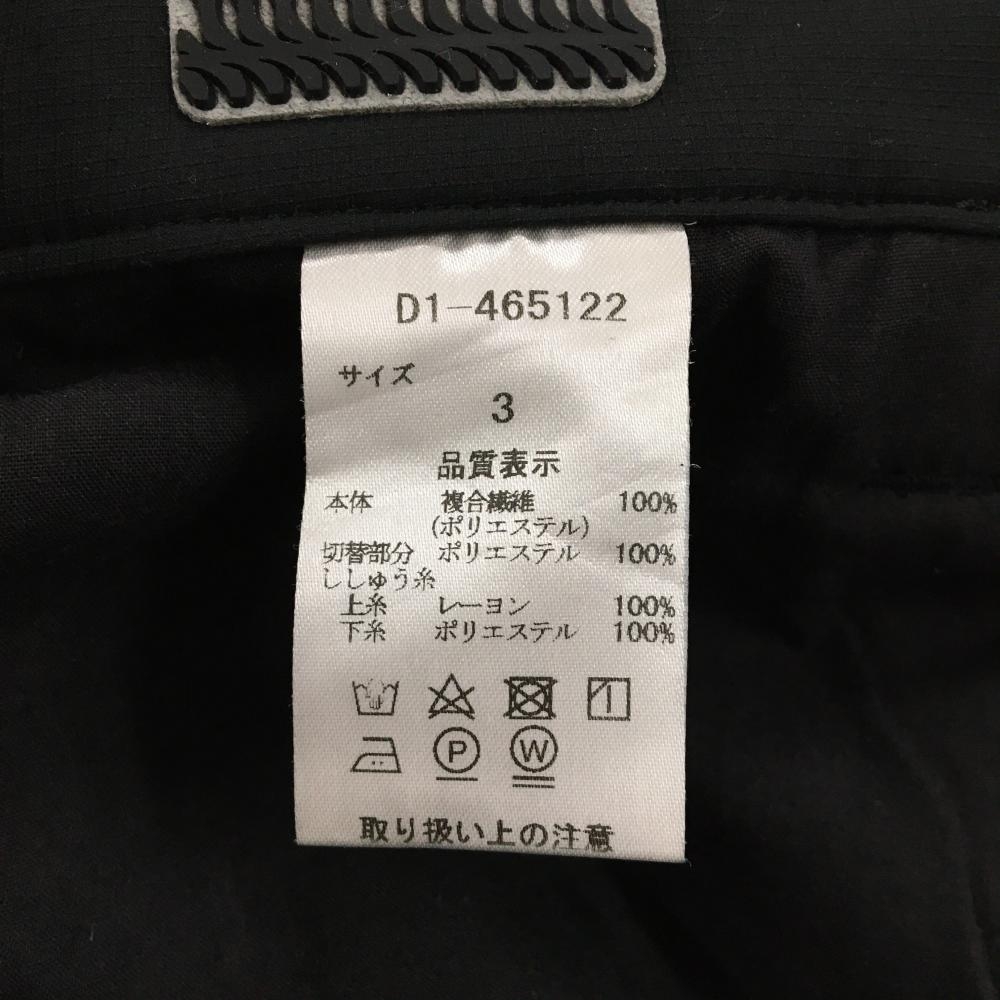 D1-465122
サイズ
3
品質表示
本体 複合繊維 100%
(ポリエステル)
切替部分 ポリエステル 100%
ししゅう糸
上糸 レーヨン 100%
下糸 ポリエステル 100%
P
W
取り扱い上の注意